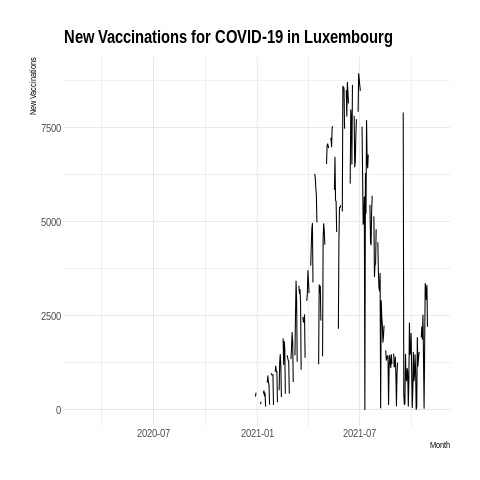 New Vaccinations for COVID-19 in Luxembourg
New Vaccinations
7500
5000
2500
0
2020-07
2021-01
2021-07
Month